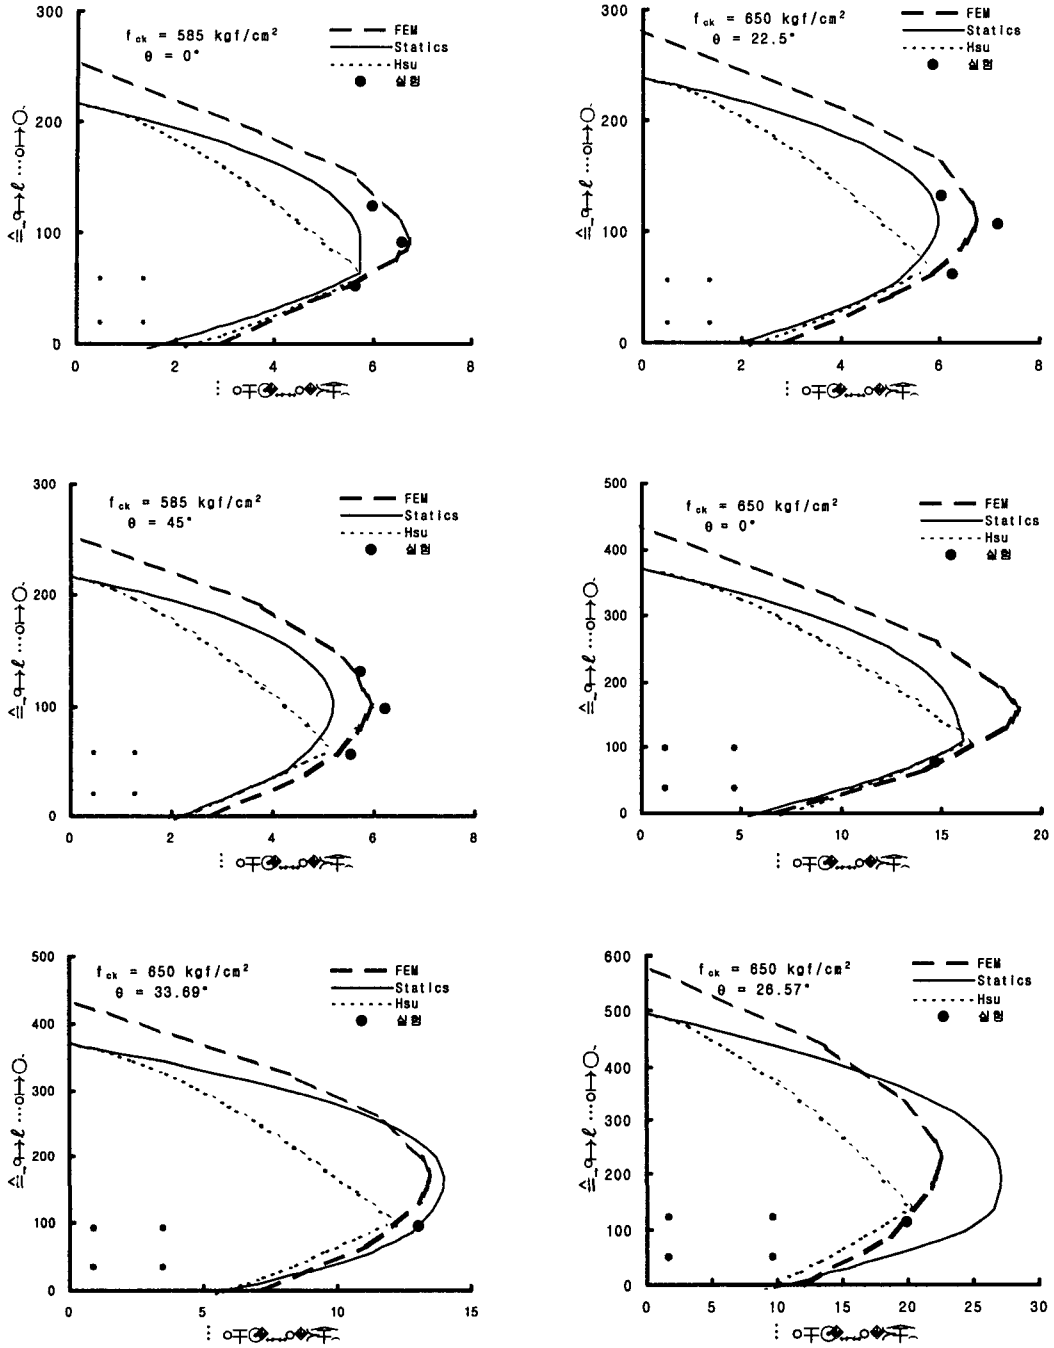 f_ck = 585 kgf/cm²
θ = 0°
FEM
Statics
Hsu
실험
300
200
100
0
0 2 4 6 8
f_ck = 650 kgf/cm²
θ = 22.5°
FEM
Statics
Hsu
실험
300
200
100
0
0 2 4 6 8
f_ck = 585 kgf/cm²
θ = 45°
FEM
Statics
Hsu
실험
300
200
100
0
0 2 4 6 8
f_ck = 650 kgf/cm²
θ = 0°
FEM
Statics
Hsu
실험
500
400
300
200
100
0
0 5 10 15 20
f_ck = 650 kgf/cm²
θ = 33.69°
FEM
Statics
Hsu
실험
500
400
300
200
100
0
0 5 10 15
f_ck = 650 kgf/cm²
θ = 26.57°
FEM
Statics
Hsu
실험
600
500
400
300
200
100
0
0 5 10 15 20 25 30